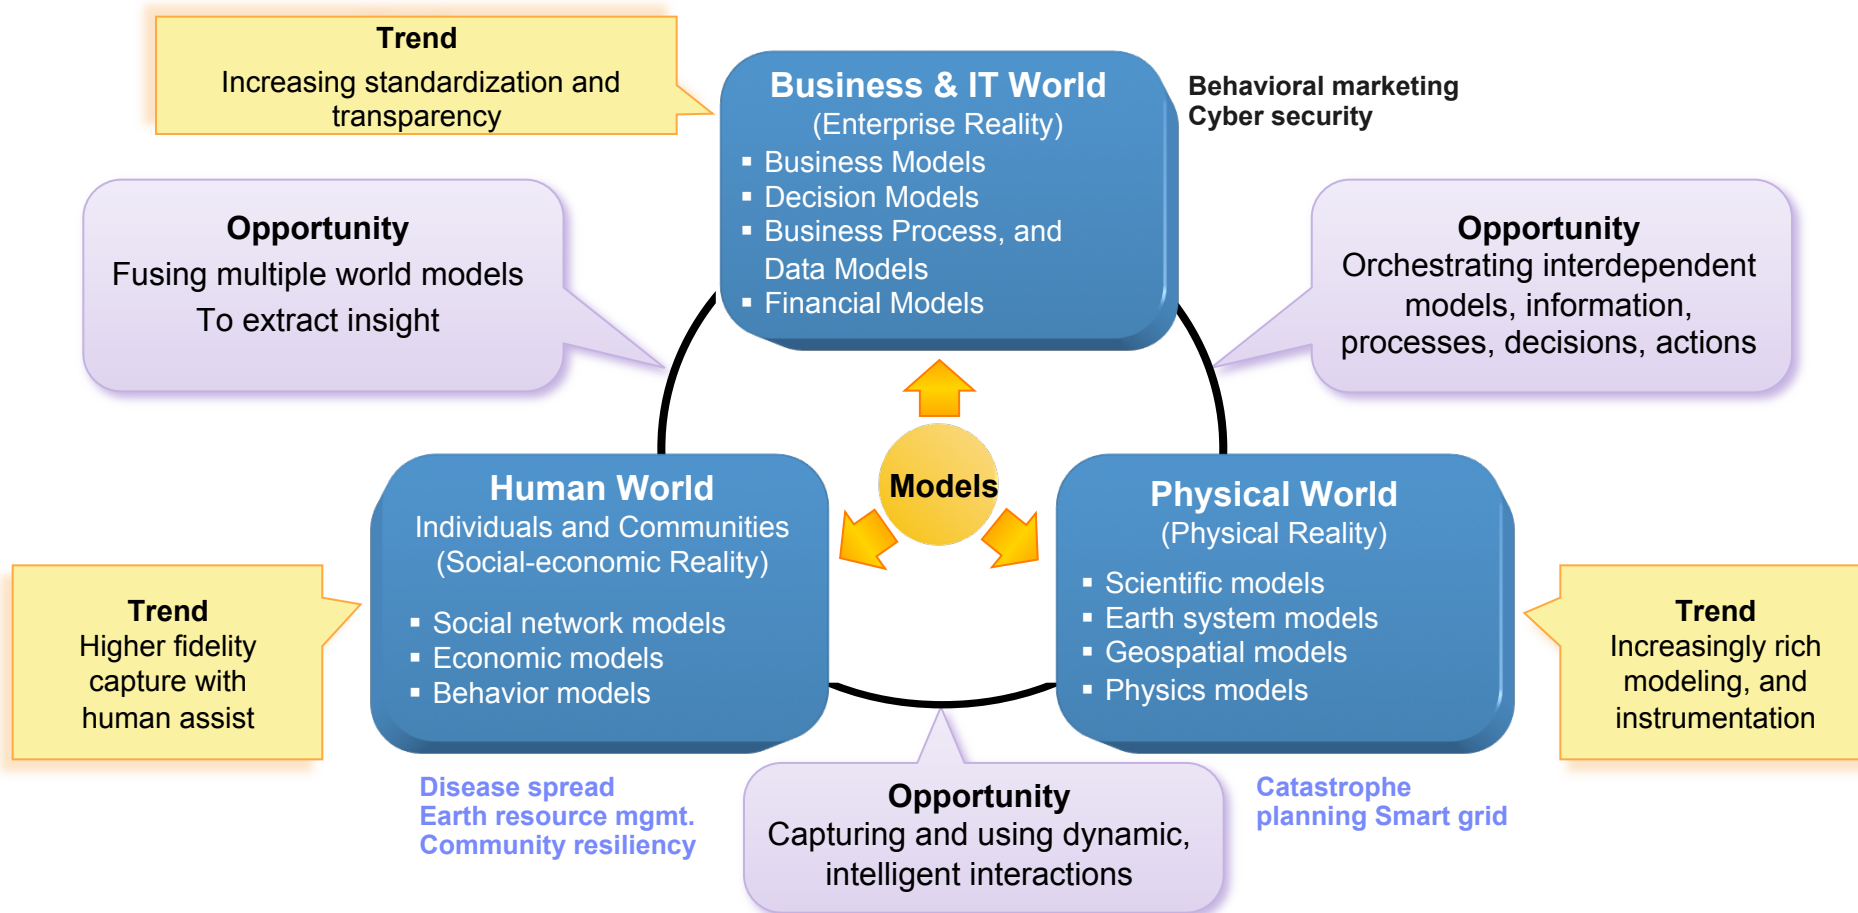 Trend
Increasing standardization and
transparency
Business & IT World
(Enterprise Reality)
▪ Business Models
▪ Decision Models
▪ Business Process, and
Data Models
▪ Financial Models
Behavioral marketing
Cyber security
Opportunity
Fusing multiple world models
To extract insight
Opportunity
Orchestrating interdependent
models, information,
processes, decisions, actions
Models
Human World
Individuals and Communities
(Social-economic Reality)
▪ Social network models
▪ Economic models
▪ Behavior models
Physical World
(Physical Reality)
▪ Scientific models
▪ Earth system models
▪ Geospatial models
▪ Physics models
Trend
Higher fidelity
capture with
human assist
Trend
Increasingly rich
modeling, and
instrumentation
Disease spread
Earth resource mgmt.
Community resiliency
Opportunity
Capturing and using dynamic,
intelligent interactions
Catastrophe
planning Smart grid